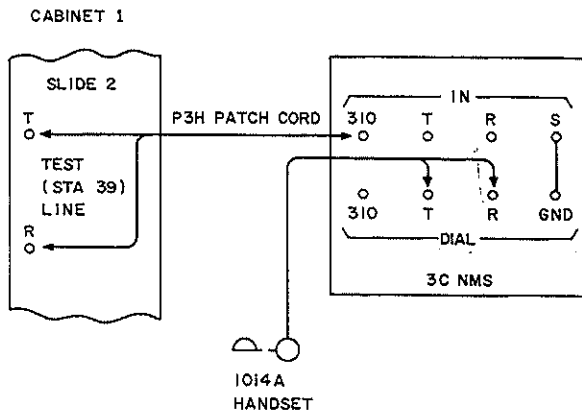 CABINET 1
SLIDE 2
T
TEST
(STA 39)
LINE
R
P3H PATCH CORD
IN
310 T R S
310 T R GND
DIAL
3C NMS
1014A
HANDSET